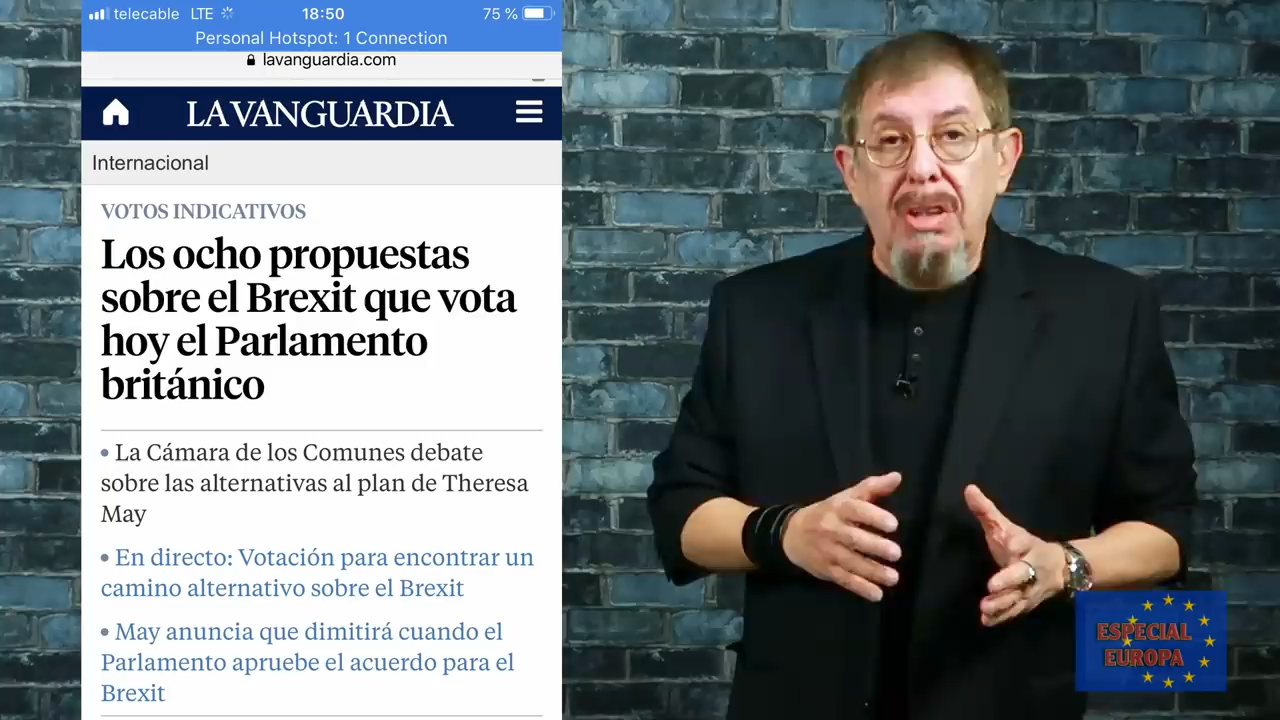 telecable LTE 18:50 75 %
Personal Hotspot: 1 Connection
lavanguardia.com
LA VANGUARDIA
Internacional
VOTOS INDICATIVOS
Los ocho propuestas
sobre el Brexit que vota
hoy el Parlamento
británico
• La Cámara de los Comunes debate
sobre las alternativas al plan de Theresa
May
• En directo: Votación para encontrar un
camino alternativo sobre el Brexit
• May anuncia que dimitirá cuando el
Parlamento apruebe el acuerdo para el
Brexit
ESPECIAL
EUROPA